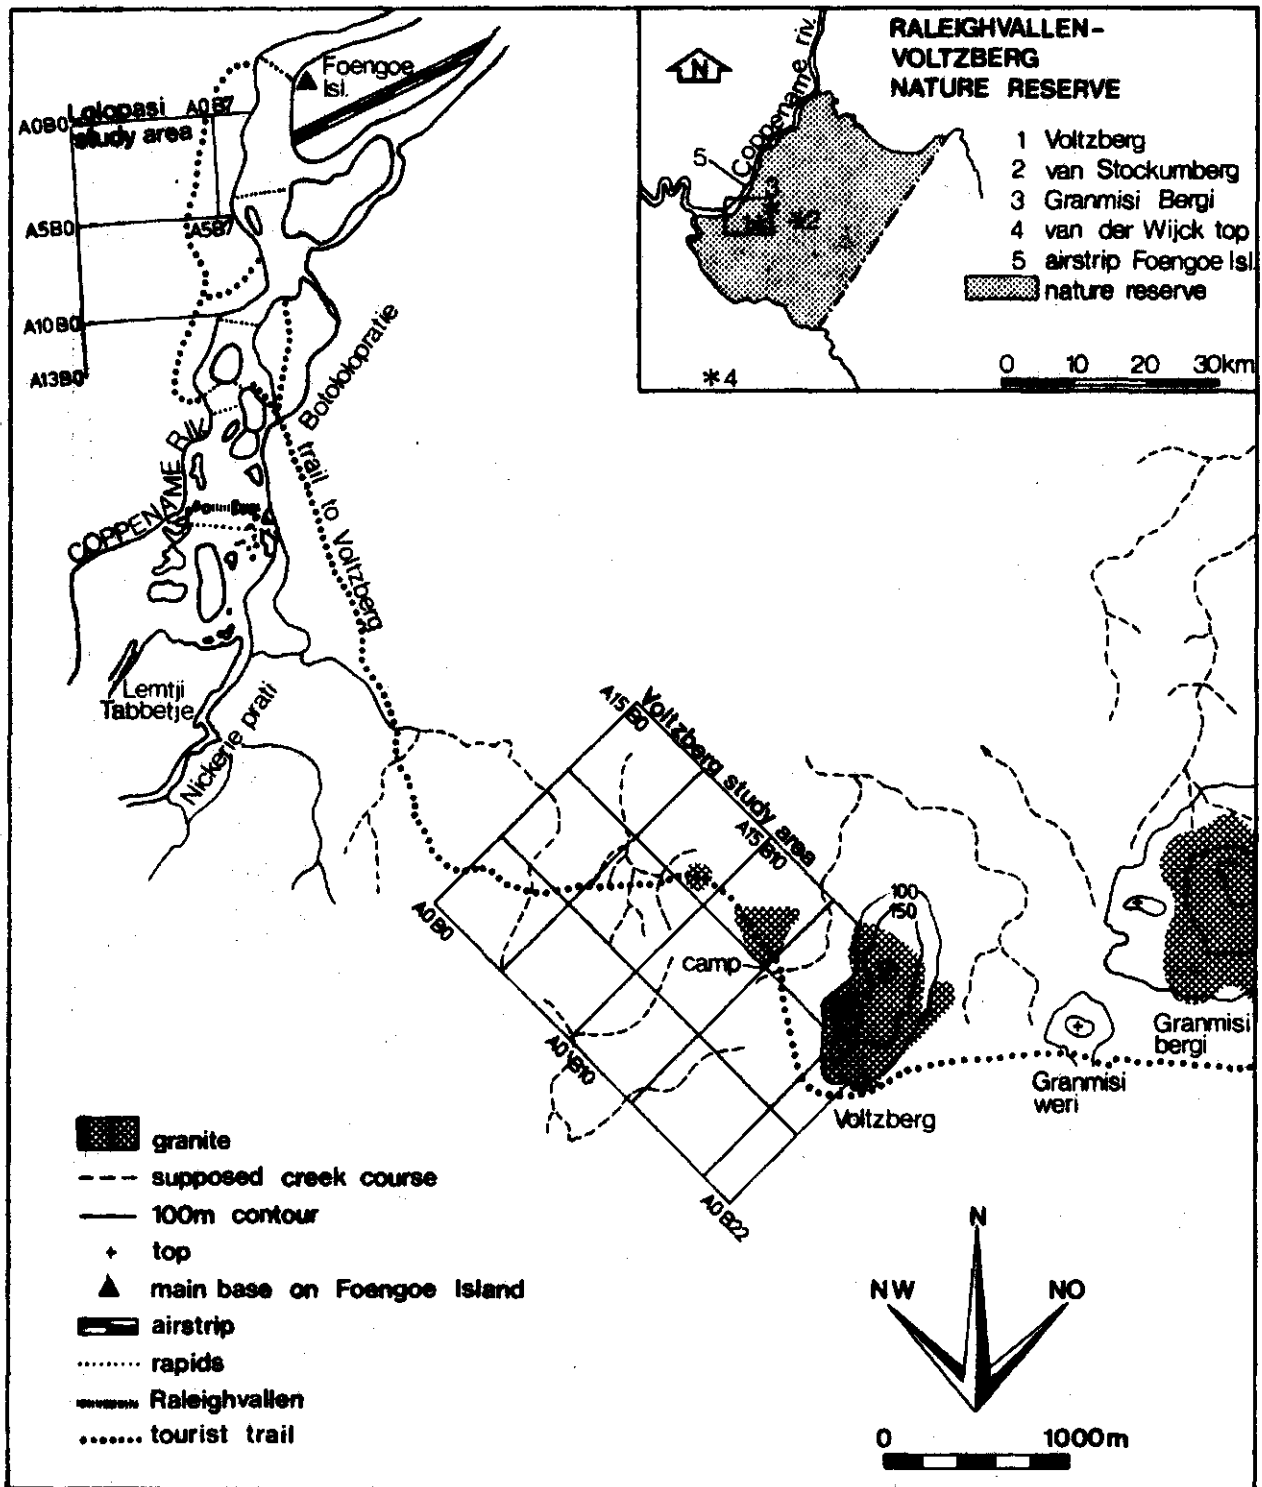 RALEIGHVALLEN-
VOLTZBERG
NATURE RESERVE
N
Coppename riv.
1 Voltzberg
2 van Stockumberg
3 Granmisi Bergi
4 van der Wijck top
5 airstrip Foengoe Isl.
nature reserve
5
3
1
*2
*4
0 10 20 30km
Foengoe
Isl.
Lolopasi
study area
A0B0
A0B7
A5B0
A5B7
A10B0
A13B0
Botololopratie
trail to Voltzberg
COPPENAME RIV.
Lemtji
Tabbetje
Nickerie prati
Voltzberg study area
A15B0
A15B10
A0B0
A0B10
A0B22
camp
100
150
Voltzberg
Granmisi
weri
Granmisi
bergi
granite
supposed creek course
100m contour
top
main base on Foengoe Island
airstrip
rapids
Raleighvallen
tourist trail
N
NW
NO
0 1000m